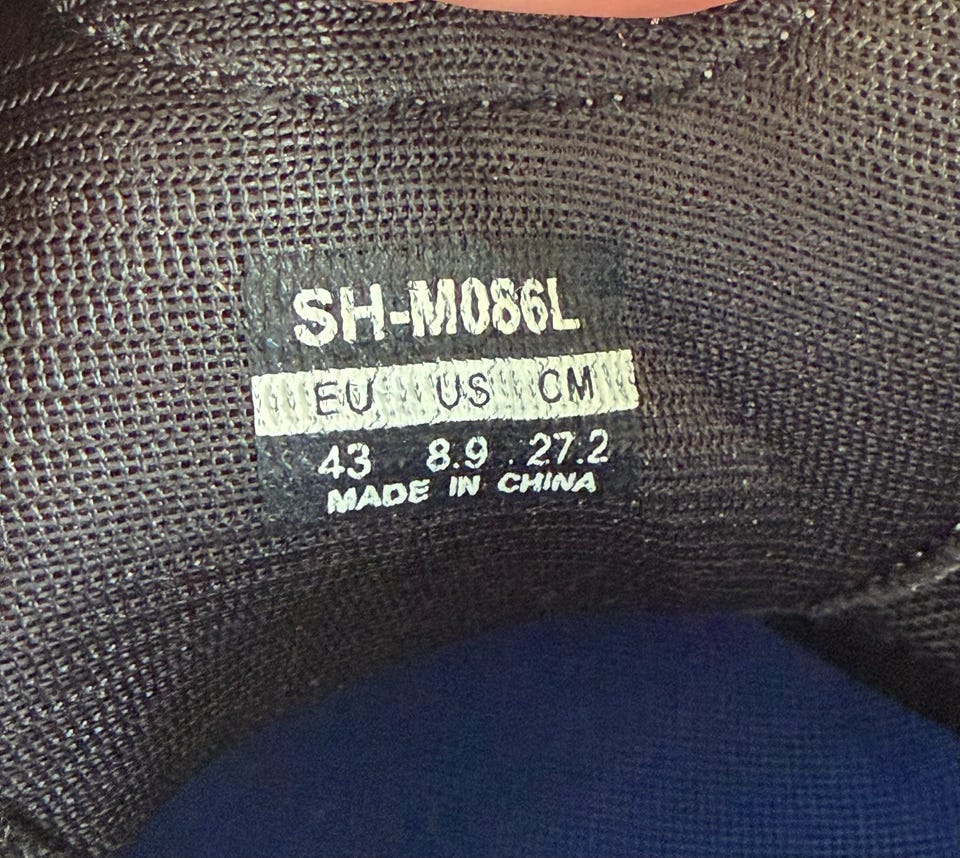 SH-M086L
EU US CM
43 8.9 27.2
MADE IN CHINA